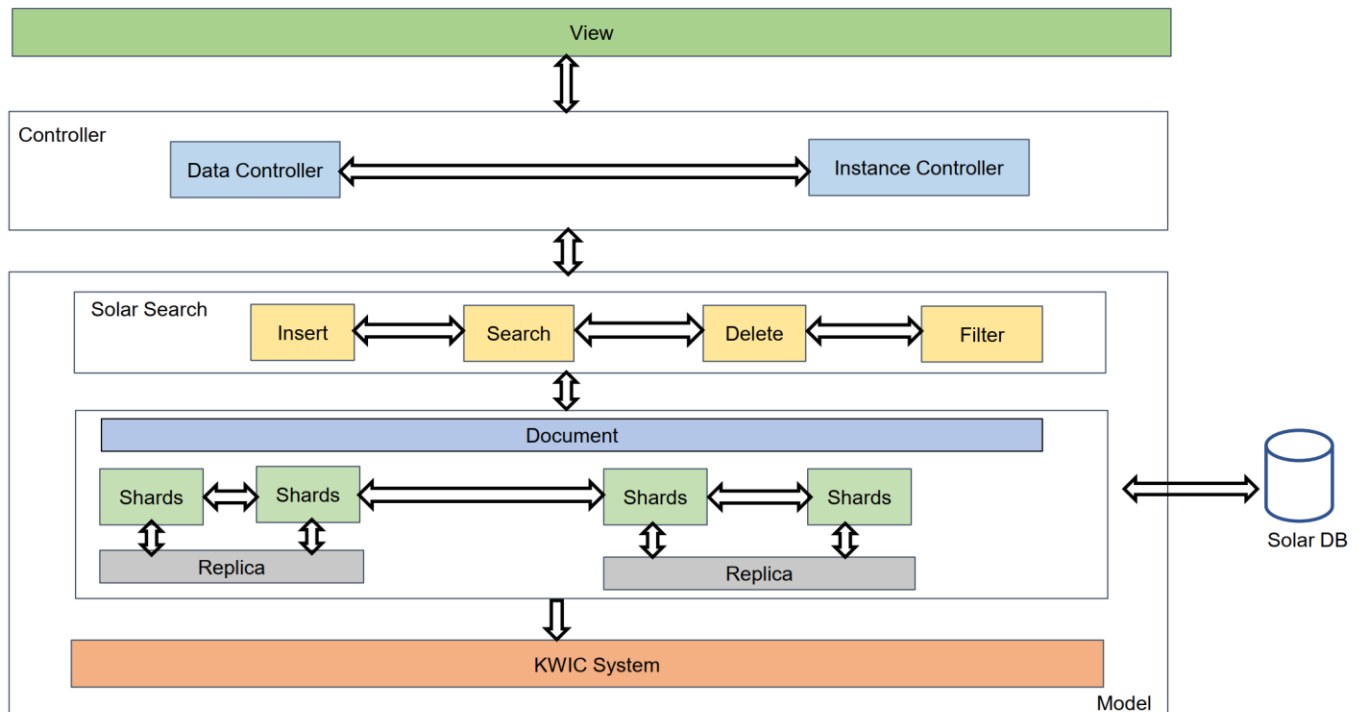 View
Controller
Data Controller
Instance Controller
Solar Search
Insert
Search
Delete
Filter
Document
Shards
Shards
Shards
Shards
Replica
Replica
Solar DB
KWIC System
Model